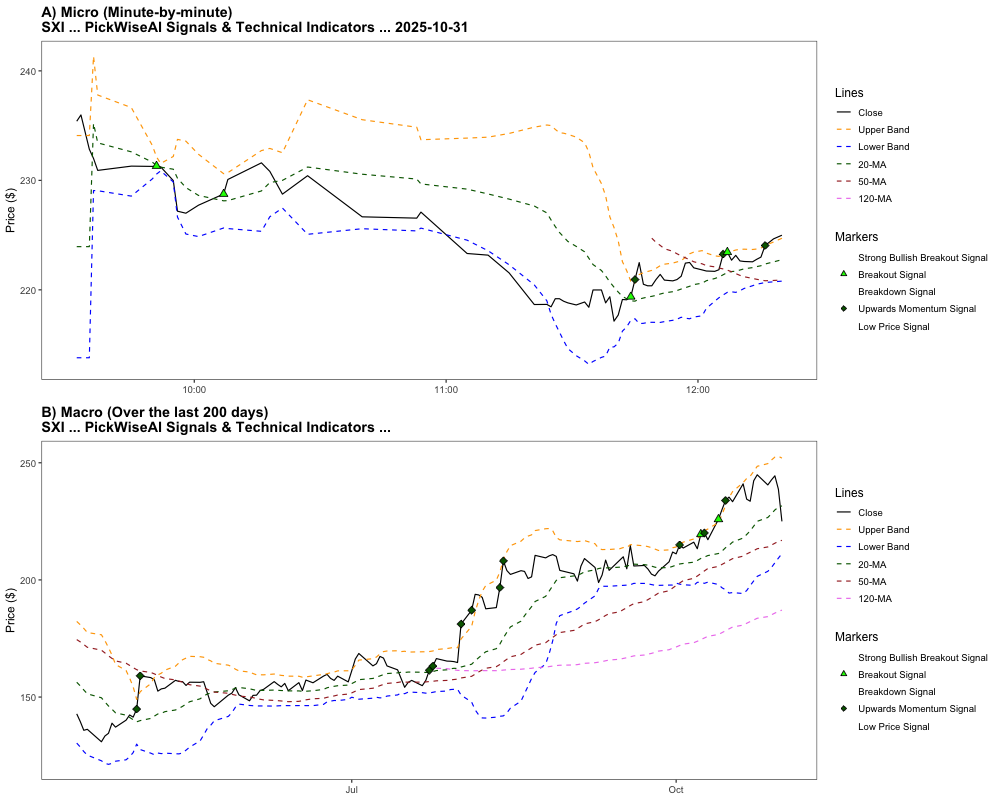 A) Micro (Minute-by-minute)
SXI ... PickWiseAI Signals & Technical Indicators ... 2025-10-31
240
230
220
Price ($)
10:00
11:00
12:00
Lines
Close
Upper Band
Lower Band
20-MA
50-MA
120-MA
Markers
Strong Bullish Breakout Signal
Breakout Signal
Breakdown Signal
Upwards Momentum Signal
Low Price Signal
B) Macro (Over the last 200 days)
SXI ... PickWiseAI Signals & Technical Indicators ...
250
200
150
Price ($)
Jul
Oct
Lines
Close
Upper Band
Lower Band
20-MA
50-MA
120-MA
Markers
Strong Bullish Breakout Signal
Breakout Signal
Breakdown Signal
Upwards Momentum Signal
Low Price Signal